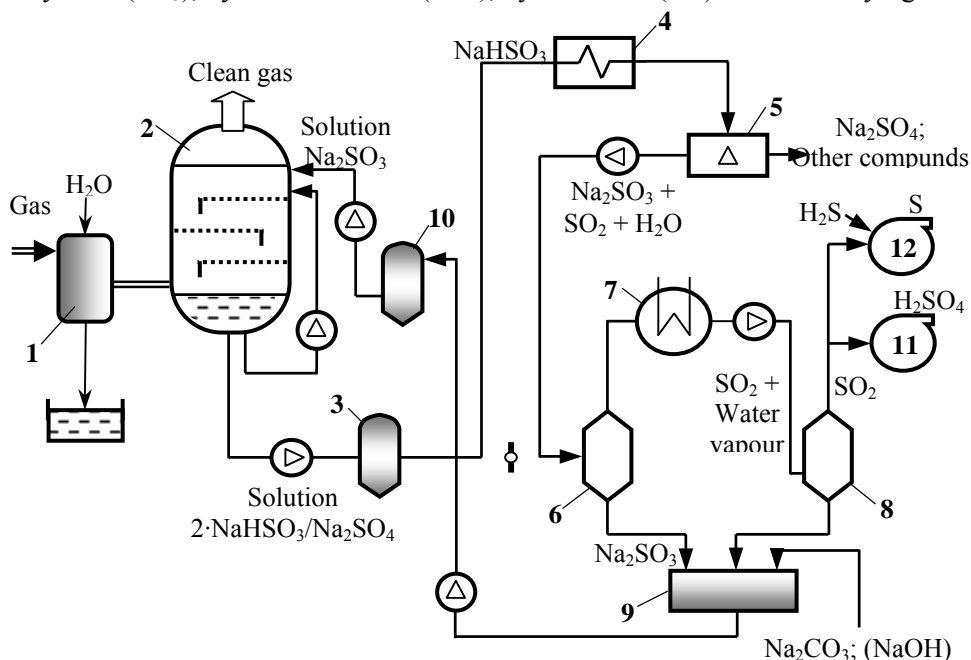 NaHSO₃
4
Clean gas
2
Solution
Na₂SO₃
5
Na₂SO₄;
Other compunds
H₂O
Gas
Na₂SO₃ +
SO₂ + H₂O
H₂S
S
12
10
7
H₂SO₄
11
1
SO₂ +
Water
vapour
SO₂
3
Solution
2·NaHSO₃/Na₂SO₄
6
8
Na₂SO₃
9
Na₂CO₃; (NaOH)